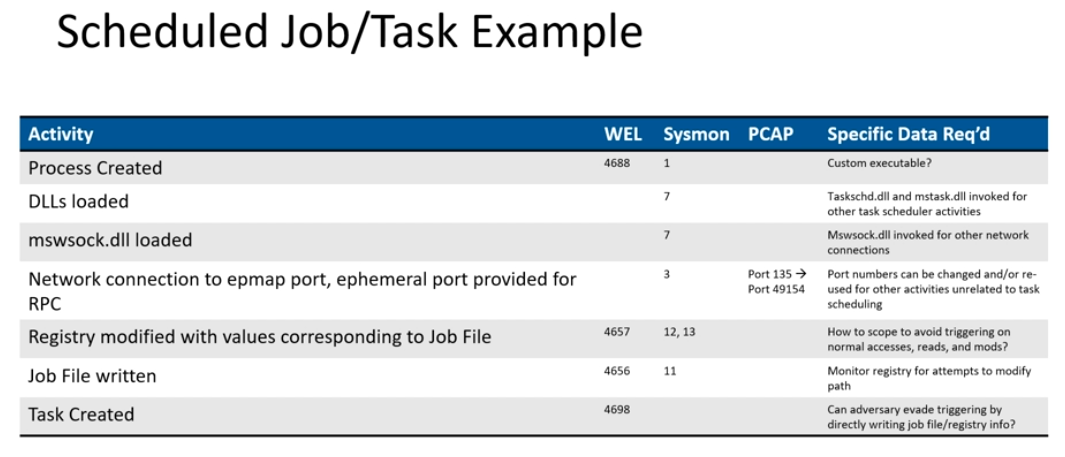 Scheduled Job/Task Example
Activity WEL Sysmon PCAP Specific Data Req'd
Process Created 4688 1 Custom executable?
DLLs loaded 7 Taskschd.dll and mstask.dll invoked for
other task scheduler activities
mswsock.dll loaded 7 Mswsock.dll invoked for other network
connections
Network connection to epmap port, ephemeral port provided for
RPC
3
Port 135 →
Port 49154
Port numbers can be changed and/or re-
used for other activities unrelated to task
scheduling
Registry modified with values corresponding to Job File 4657 12, 13 How to scope to avoid triggering on
normal accesses, reads, and mods?
Job File written 4656 11 Monitor registry for attempts to modify
path
Task Created 4698 Can adversary evade triggering by
directly writing job file/registry info?